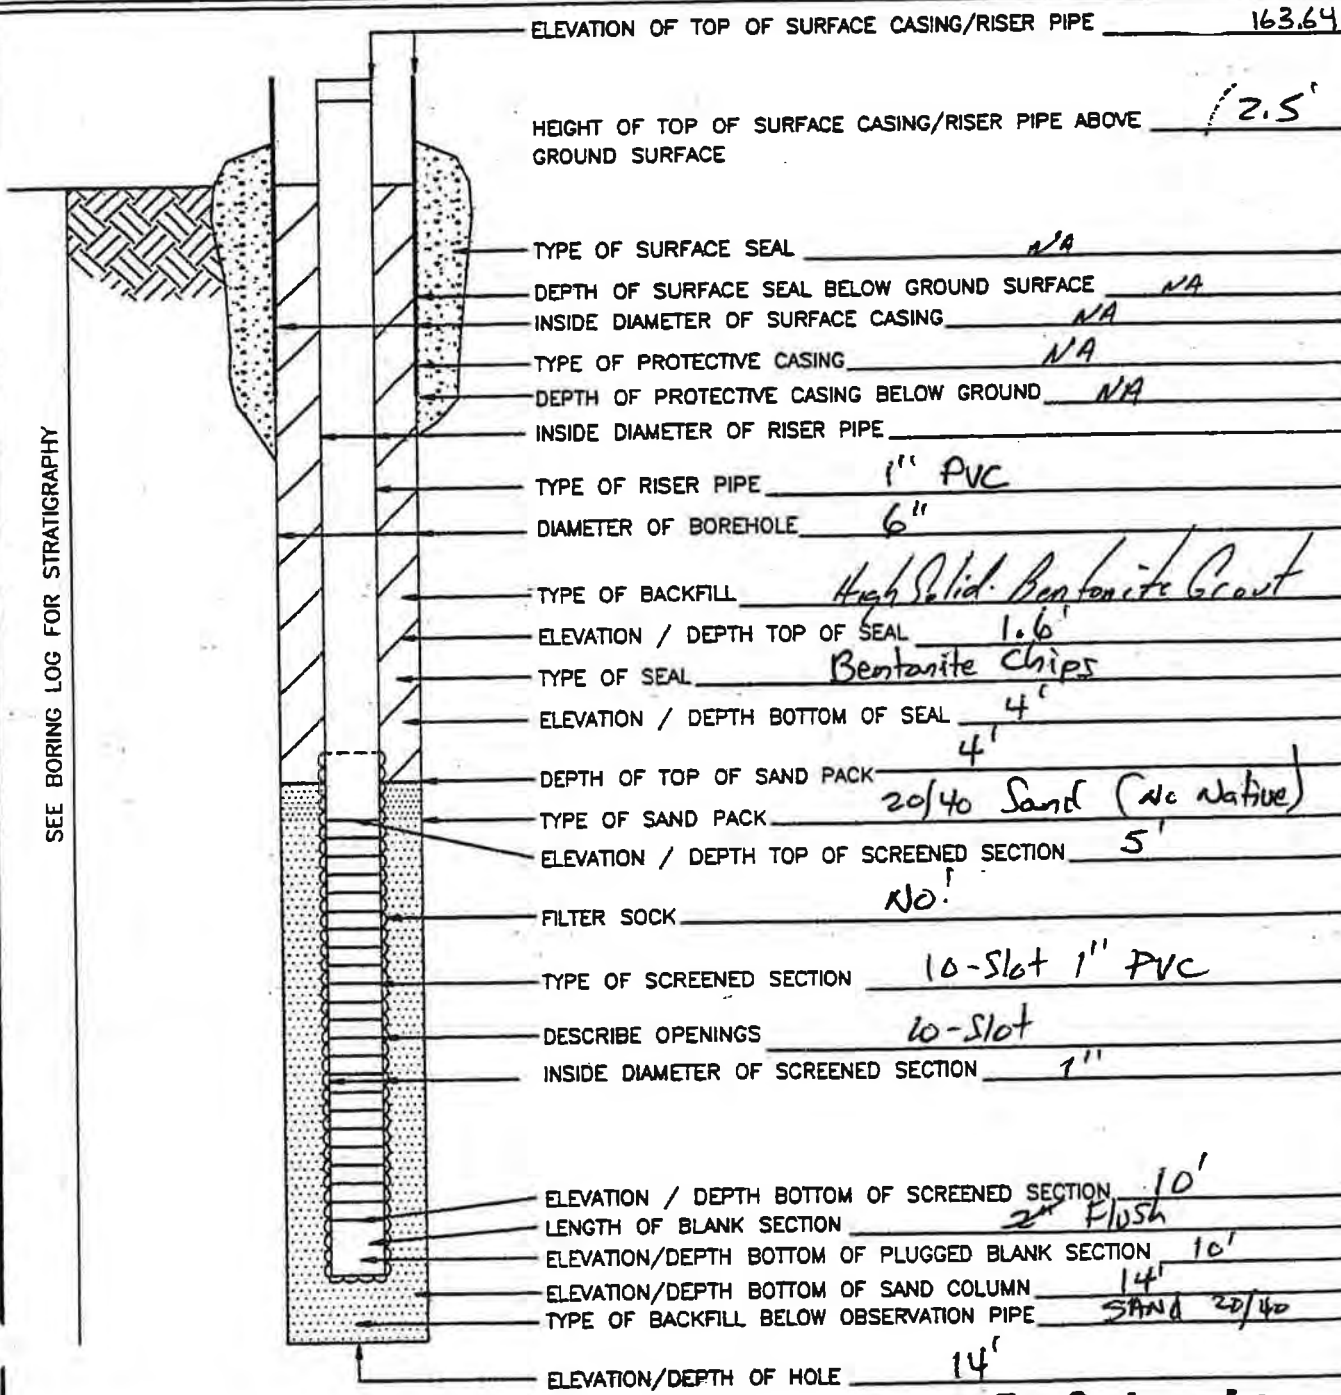 ELEVATION OF TOP OF SURFACE CASING/RISER PIPE 163.64
HEIGHT OF TOP OF SURFACE CASING/RISER PIPE ABOVE 2.5'
GROUND SURFACE
TYPE OF SURFACE SEAL NA
DEPTH OF SURFACE SEAL BELOW GROUND SURFACE NA
INSIDE DIAMETER OF SURFACE CASING NA
TYPE OF PROTECTIVE CASING NA
DEPTH OF PROTECTIVE CASING BELOW GROUND NA
INSIDE DIAMETER OF RISER PIPE
TYPE OF RISER PIPE 1" PVC
DIAMETER OF BOREHOLE 6"
TYPE OF BACKFILL High Solid Bentonite Grout
ELEVATION / DEPTH TOP OF SEAL 1.6'
TYPE OF SEAL Bentonite Chips
ELEVATION / DEPTH BOTTOM OF SEAL 4'
DEPTH OF TOP OF SAND PACK 4'
TYPE OF SAND PACK 20/40 Sand (No Native)
ELEVATION / DEPTH TOP OF SCREENED SECTION 5'
FILTER SOCK No!
TYPE OF SCREENED SECTION 10-Slot 1" PVC
DESCRIBE OPENINGS 10-Slot
INSIDE DIAMETER OF SCREENED SECTION 1"
ELEVATION / DEPTH BOTTOM OF SCREENED SECTION 10'
LENGTH OF BLANK SECTION 2" Flush
ELEVATION/DEPTH BOTTOM OF PLUGGED BLANK SECTION 10'
ELEVATION/DEPTH BOTTOM OF SAND COLUMN 14'
TYPE OF BACKFILL BELOW OBSERVATION PIPE SANd 20/40
ELEVATION/DEPTH OF HOLE 14'
SEE BORING LOG FOR STRATIGRAPHY